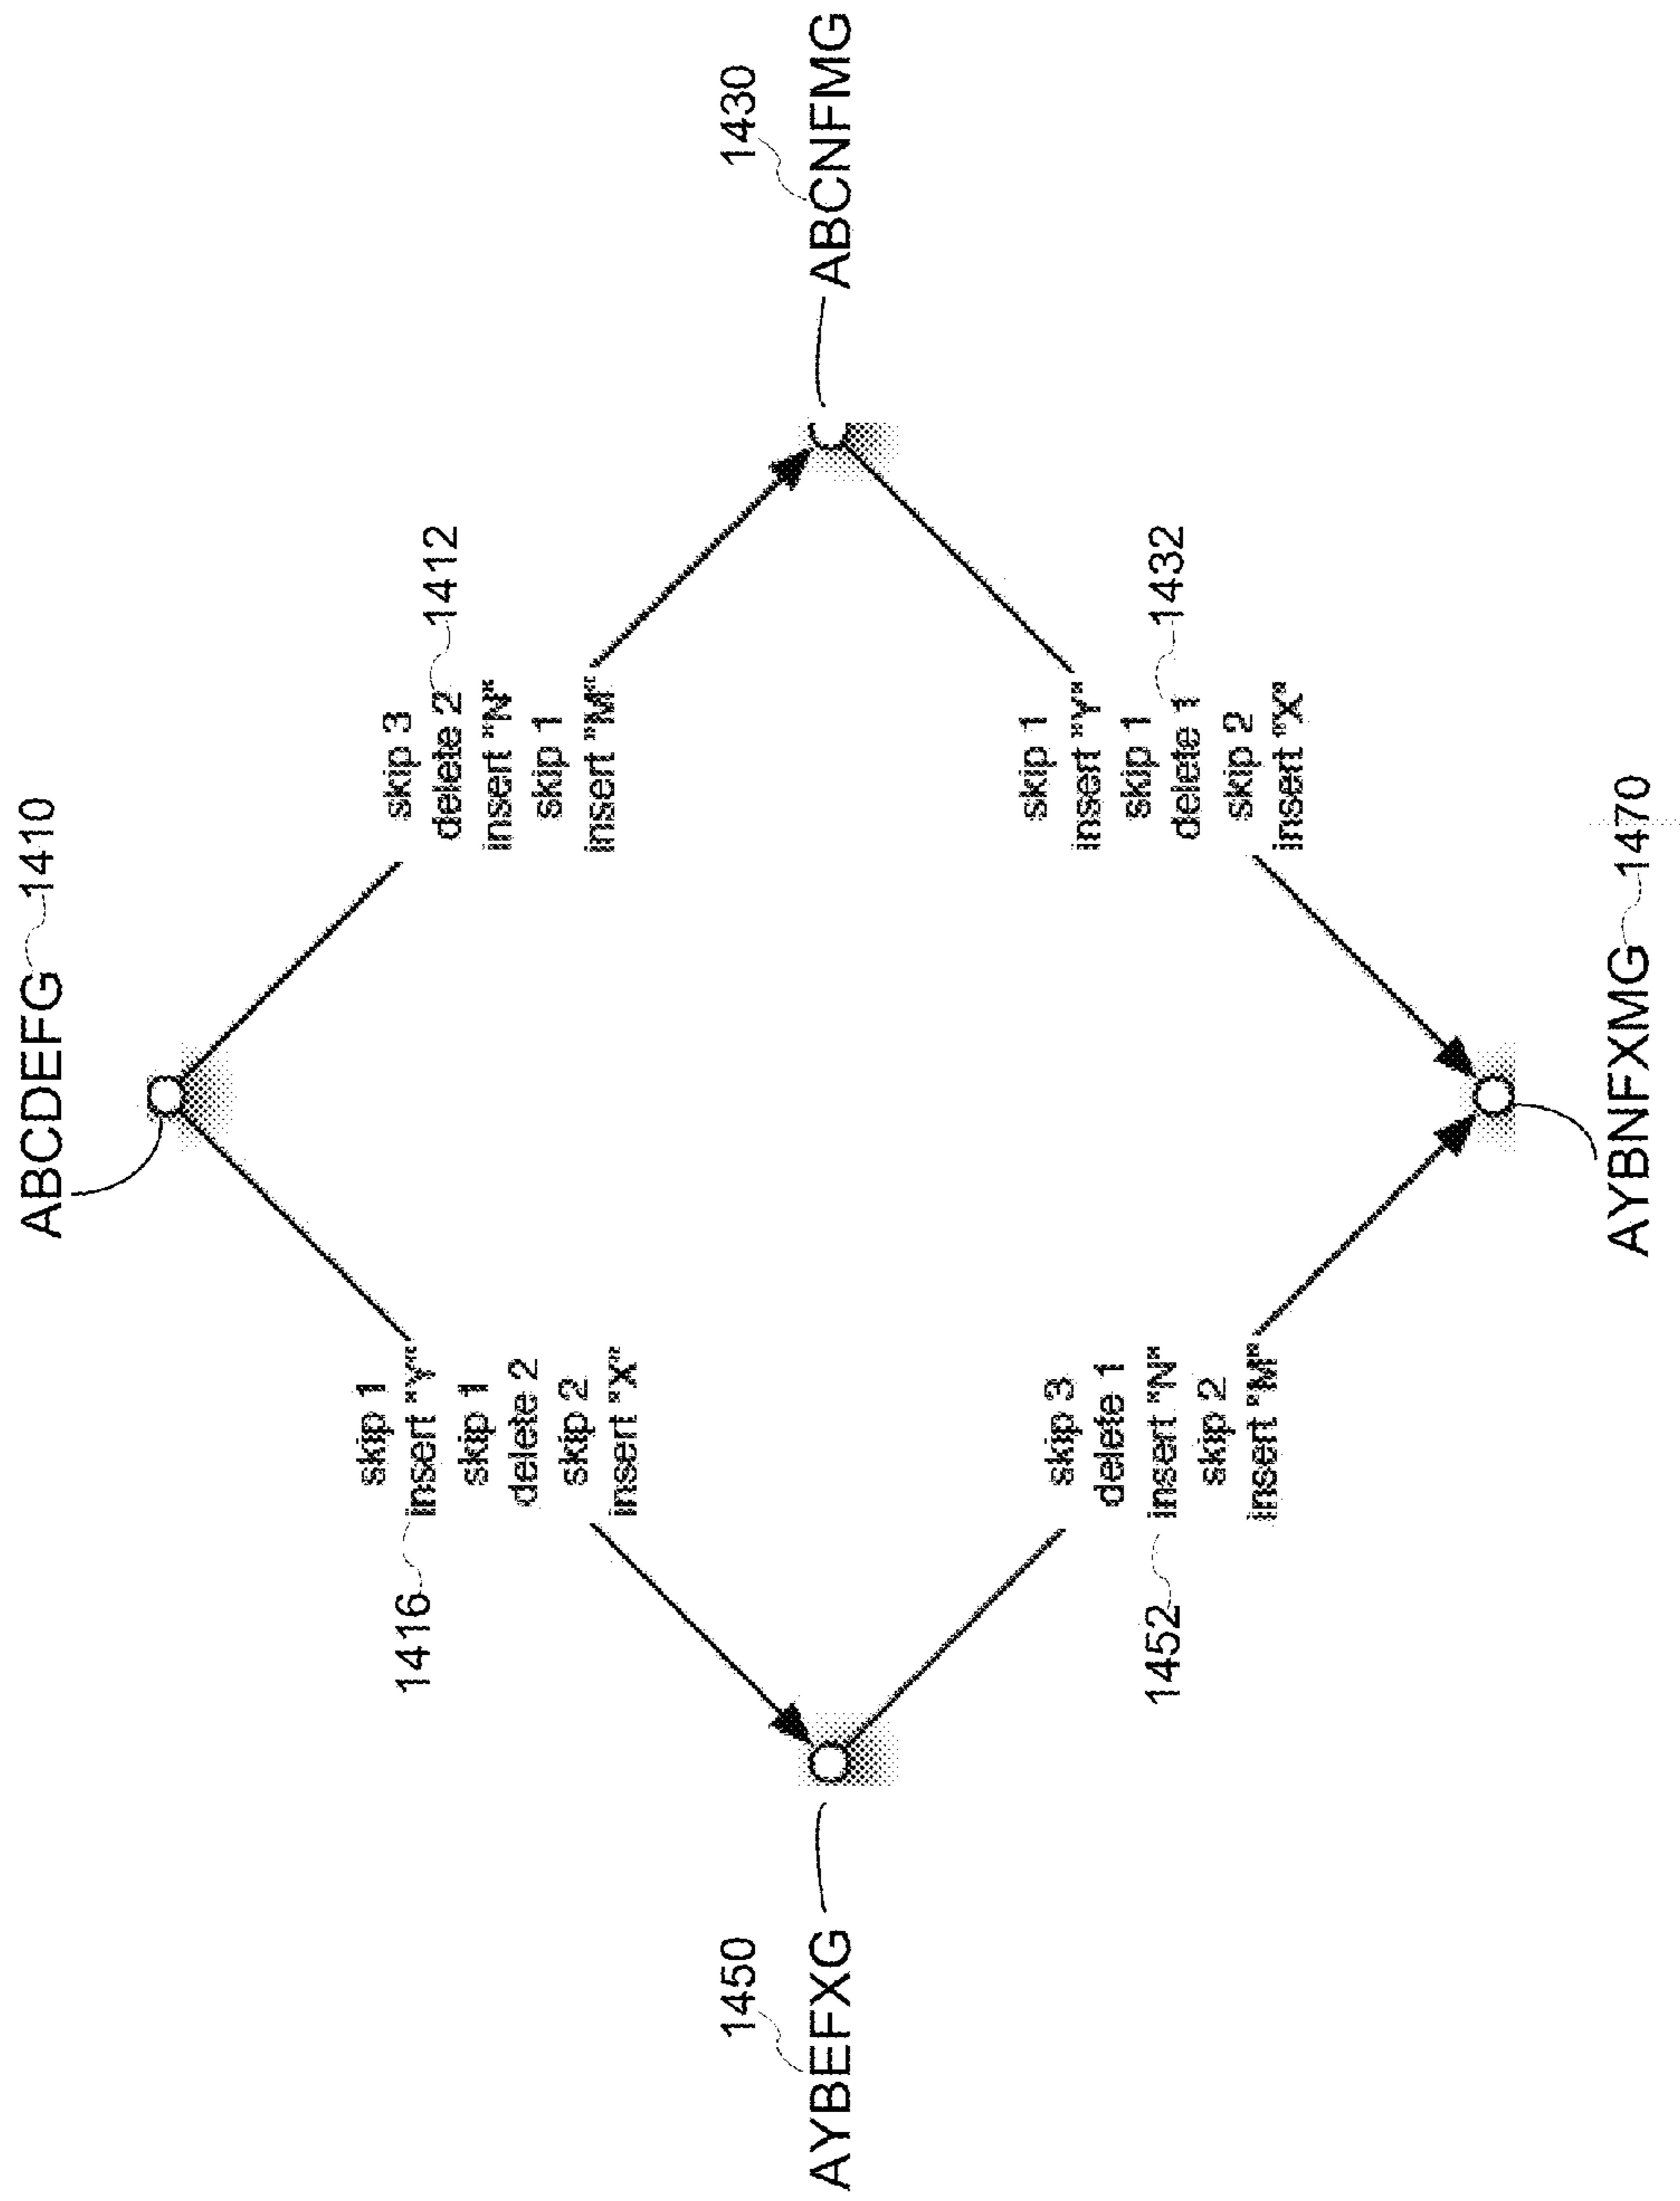 ABCDEFG 1410
skip 1
insert "Y"
skip 1
delete 2
skip 2
insert "X"
1416
skip 3
delete 2
insert "N"
skip 1
insert "M"
1412
1450
AYBEFXG
1430
ABCNFMG
skip 3
delete 1
insert "N"
skip 2
insert "M"
1452
skip 1
insert "Y"
skip 1
delete 1
skip 2
insert "X"
1432
AYBNFXMG 1470